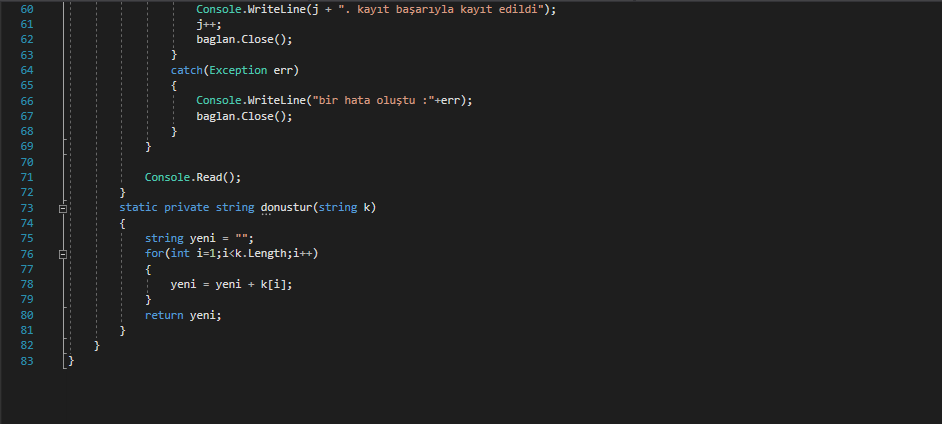 60 Console.WriteLine(j + ". kayıt başarıyla kayıt edildi");
61 j++;
62 baglan.Close();
63 }
64 catch(Exception err)
65 {
66 Console.WriteLine("bir hata oluştu :"+err);
67 baglan.Close();
68 }
69 }
70
71 Console.Read();
72 }
73 static private string donustur(string k)
74 {
75 string yeni = "";
76 for(int i=1;i<k.Length;i++)
77 {
78 yeni = yeni + k[i];
79 }
80 return yeni;
81 }
82 }
83 }